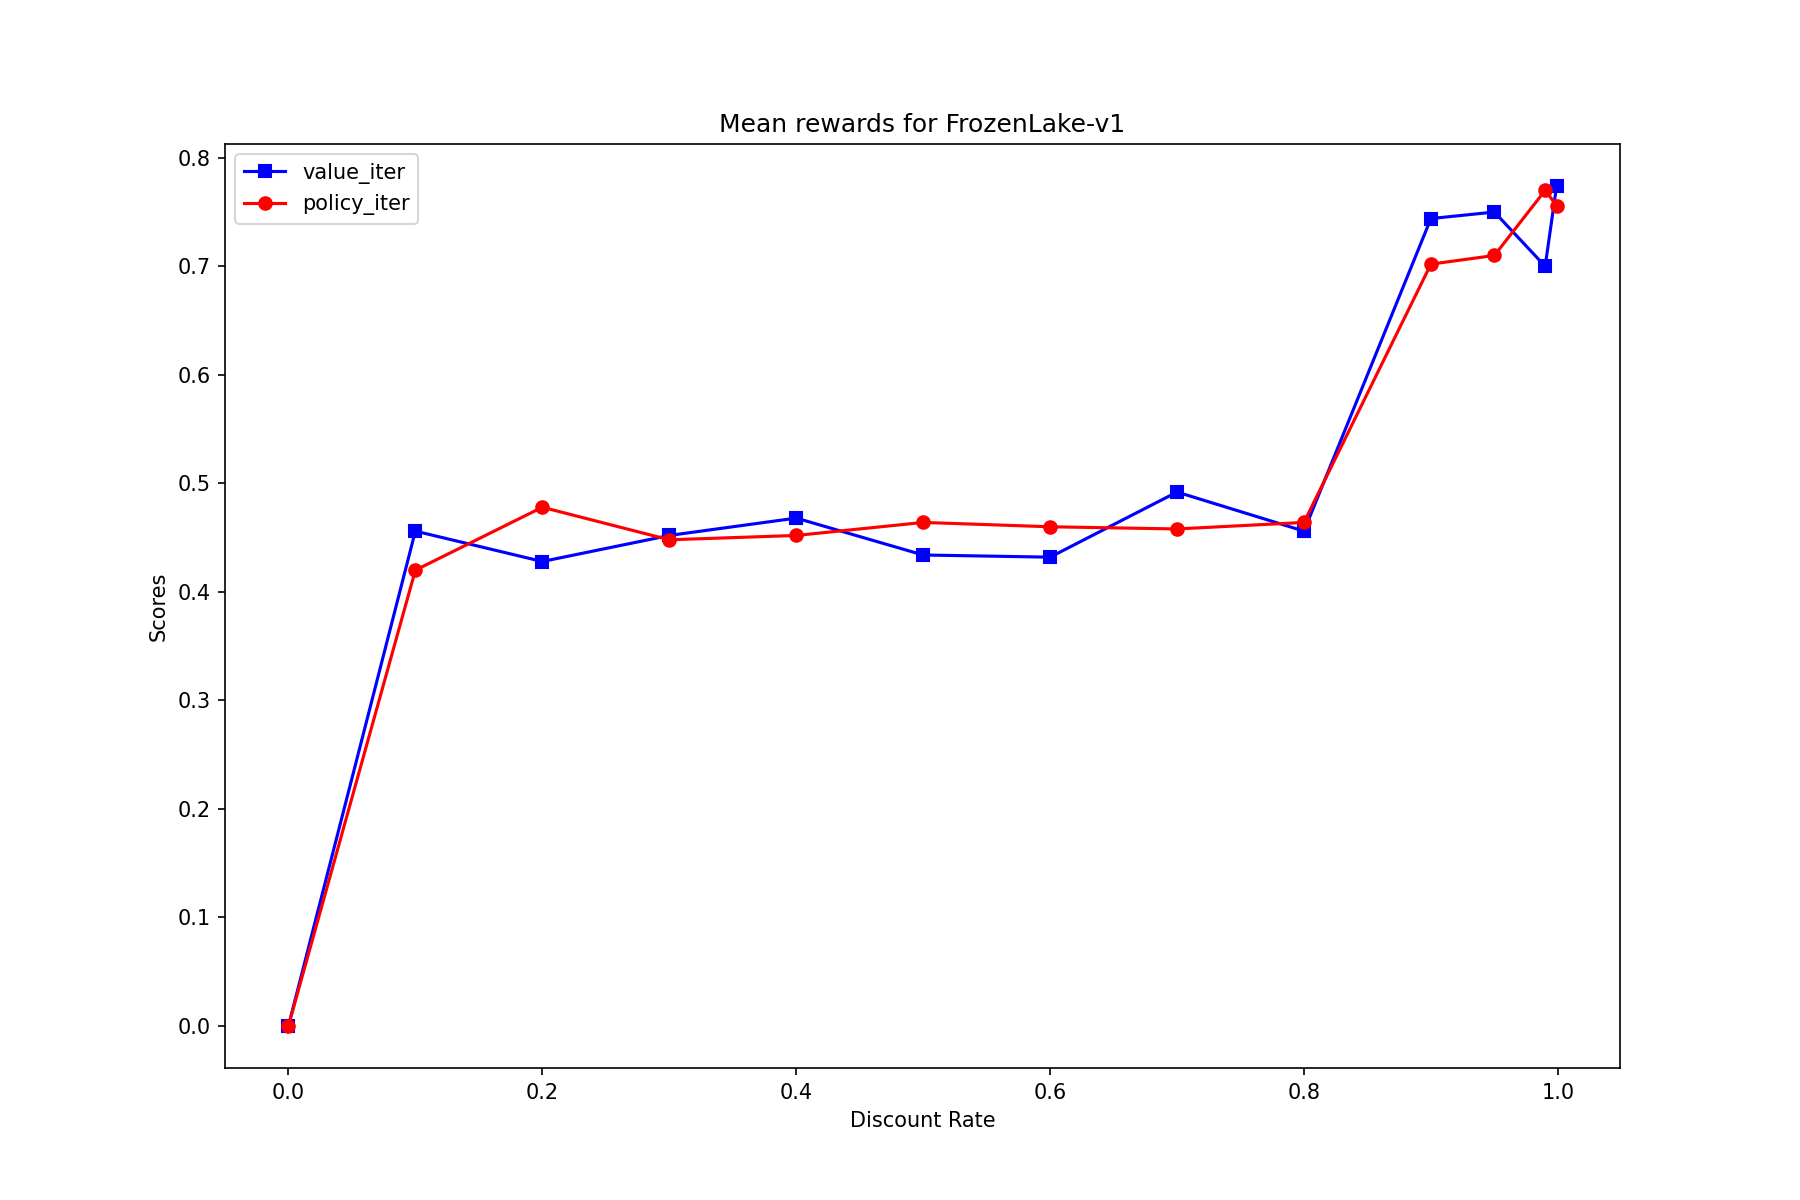 Mean rewards for FrozenLake-v1
value_iter
policy_iter
0.8
0.7
0.6
0.5
0.4
0.3
0.2
0.1
0.0
Scores
0.0 0.2 0.4 0.6 0.8 1.0
Discount Rate